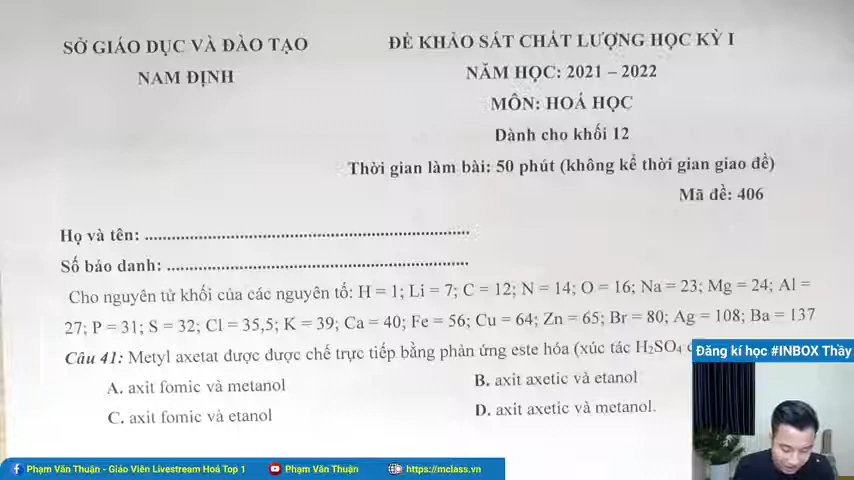 SỞ GIÁO DỤC VÀ ĐÀO TẠO
NAM ĐỊNH
ĐỀ KHẢO SÁT CHẤT LƯỢNG HỌC KỲ I
NĂM HỌC: 2021 – 2022
MÔN: HOÁ HỌC
Dành cho khối 12
Thời gian làm bài: 50 phút (không kể thời gian giao đề)
Mã đề: 406
Họ và tên:
Số báo danh:
Cho nguyên tử khối của các nguyên tố: H = 1; Li = 7; C = 12; N = 14; O = 16; Na = 23; Mg = 24; Al =
27; P = 31; S = 32; Cl = 35,5; K = 39; Ca = 40; Fe = 56; Cu = 64; Zn = 65; Br = 80; Ag = 108; Ba = 137
Câu 41: Metyl axetat được được chế trực tiếp bằng phản ứng este hóa (xúc tác H₂SO₄
A. axit fomic và metanol
B. axit axetic và etanol
C. axit fomic và etanol
D. axit axetic và metanol.
Đăng kí học #INBOX Thầy
Phạm Văn Thuận - Giáo Viên Livestream Hoá Top 1
Phạm Văn Thuận
https://mclass.vn